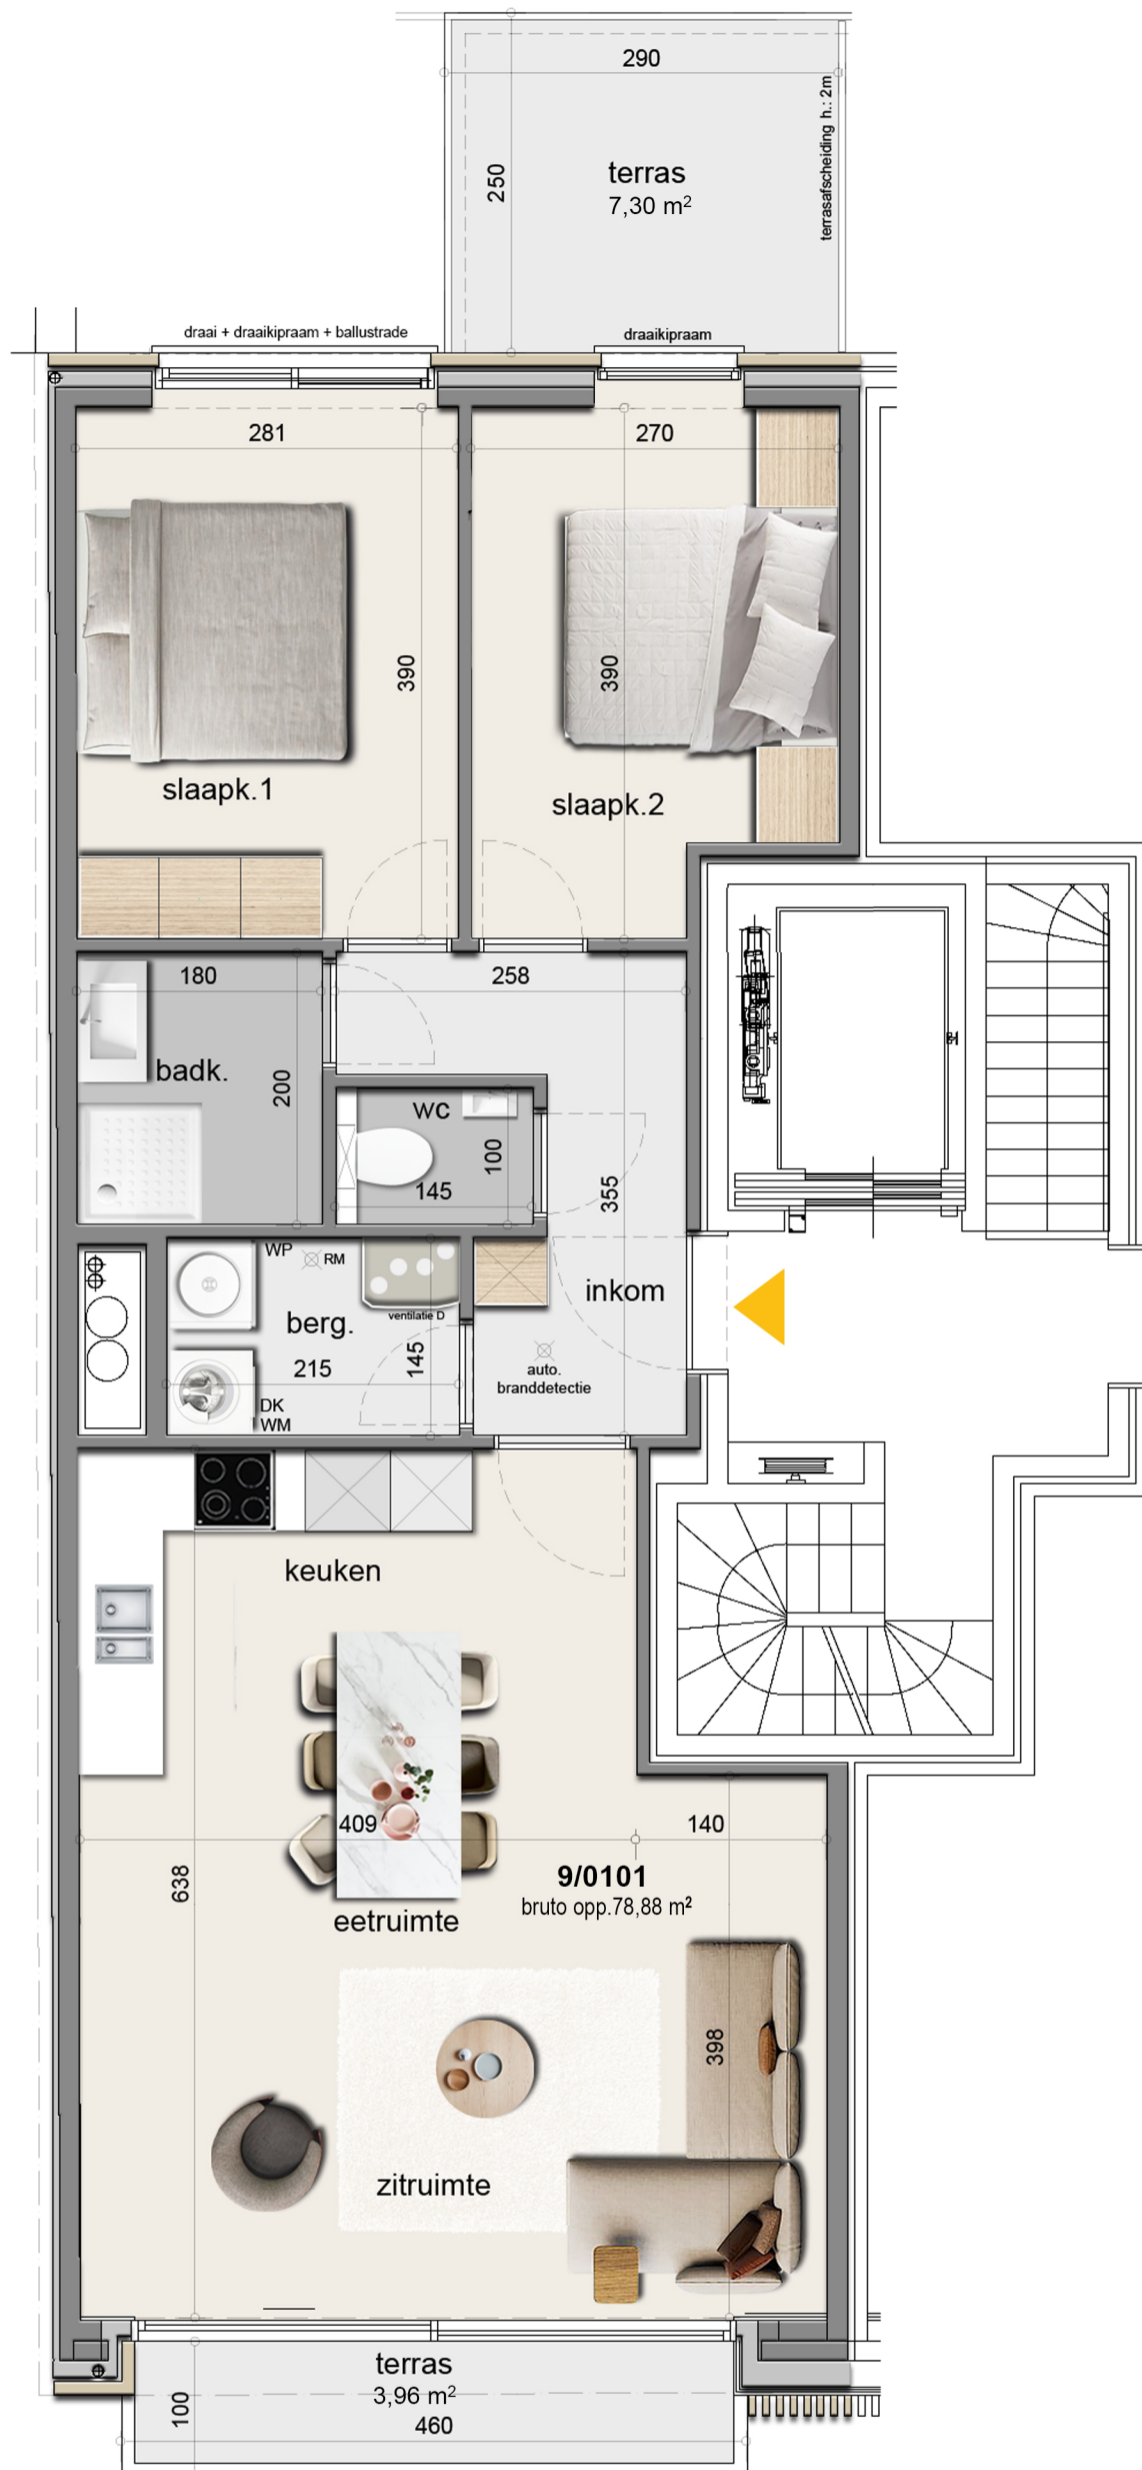 290
250
terras
7,30 m²
terrasafscheiding h.: 2m
draai + draaikipraam + ballustrade
draaikipraam
281
270
390
390
slaapk.1
slaapk.2
180
258
badk.
200
wc
100
145
355
WP
RM
ventilatie D
berg.
215
145
DK
WM
inkom
auto.
branddetectie
keuken
409
140
638
9/0101
bruto opp.78,88 m²
eetruimte
398
zitruimte
terras
3,96 m²
100
460